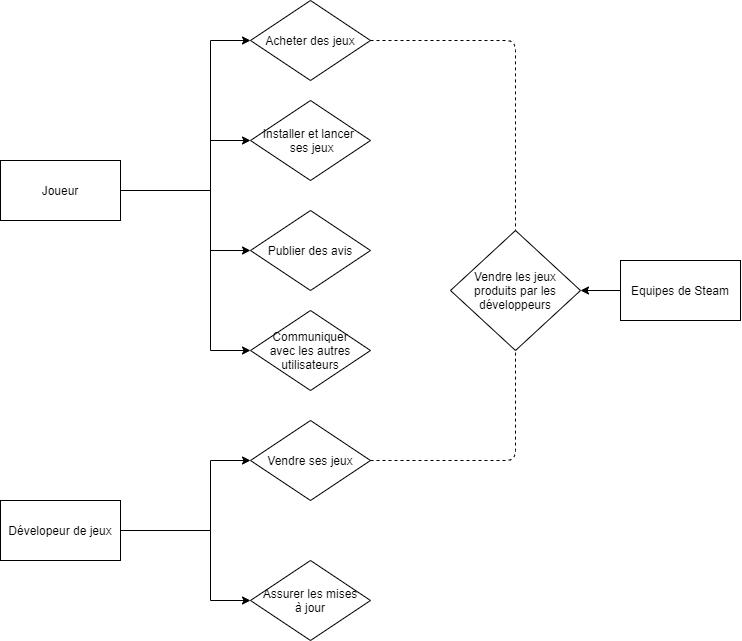 Acheter des jeux
Installer et lancer
ses jeux
Joueur
Publier des avis
Vendre les jeux
produits par les
développeurs
Equipes de Steam
Communiquer
avec les autres
utilisateurs
Vendre ses jeux
Dévelopeur de jeux
Assurer les mises
à jour